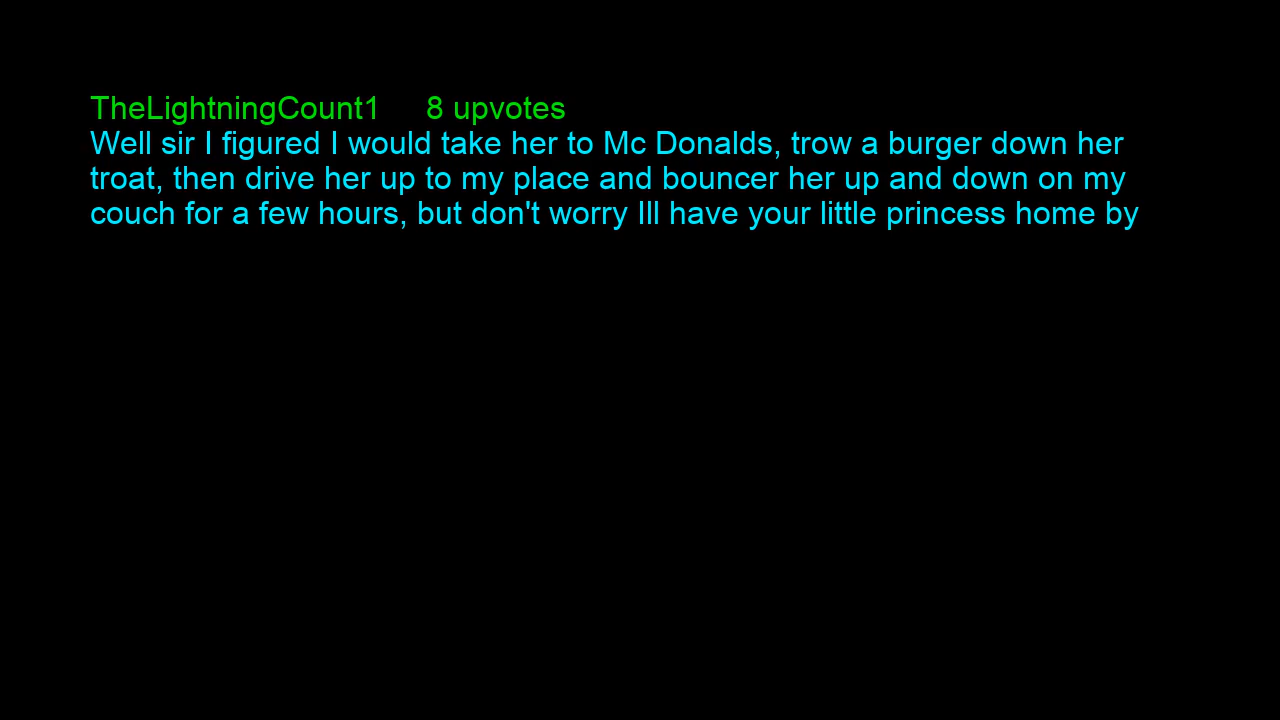 TheLightningCount1 8 upvotes
Well sir I figured I would take her to Mc Donalds, trow a burger down her
troat, then drive her up to my place and bouncer her up and down on my
couch for a few hours, but don't worry Ill have your little princess home by